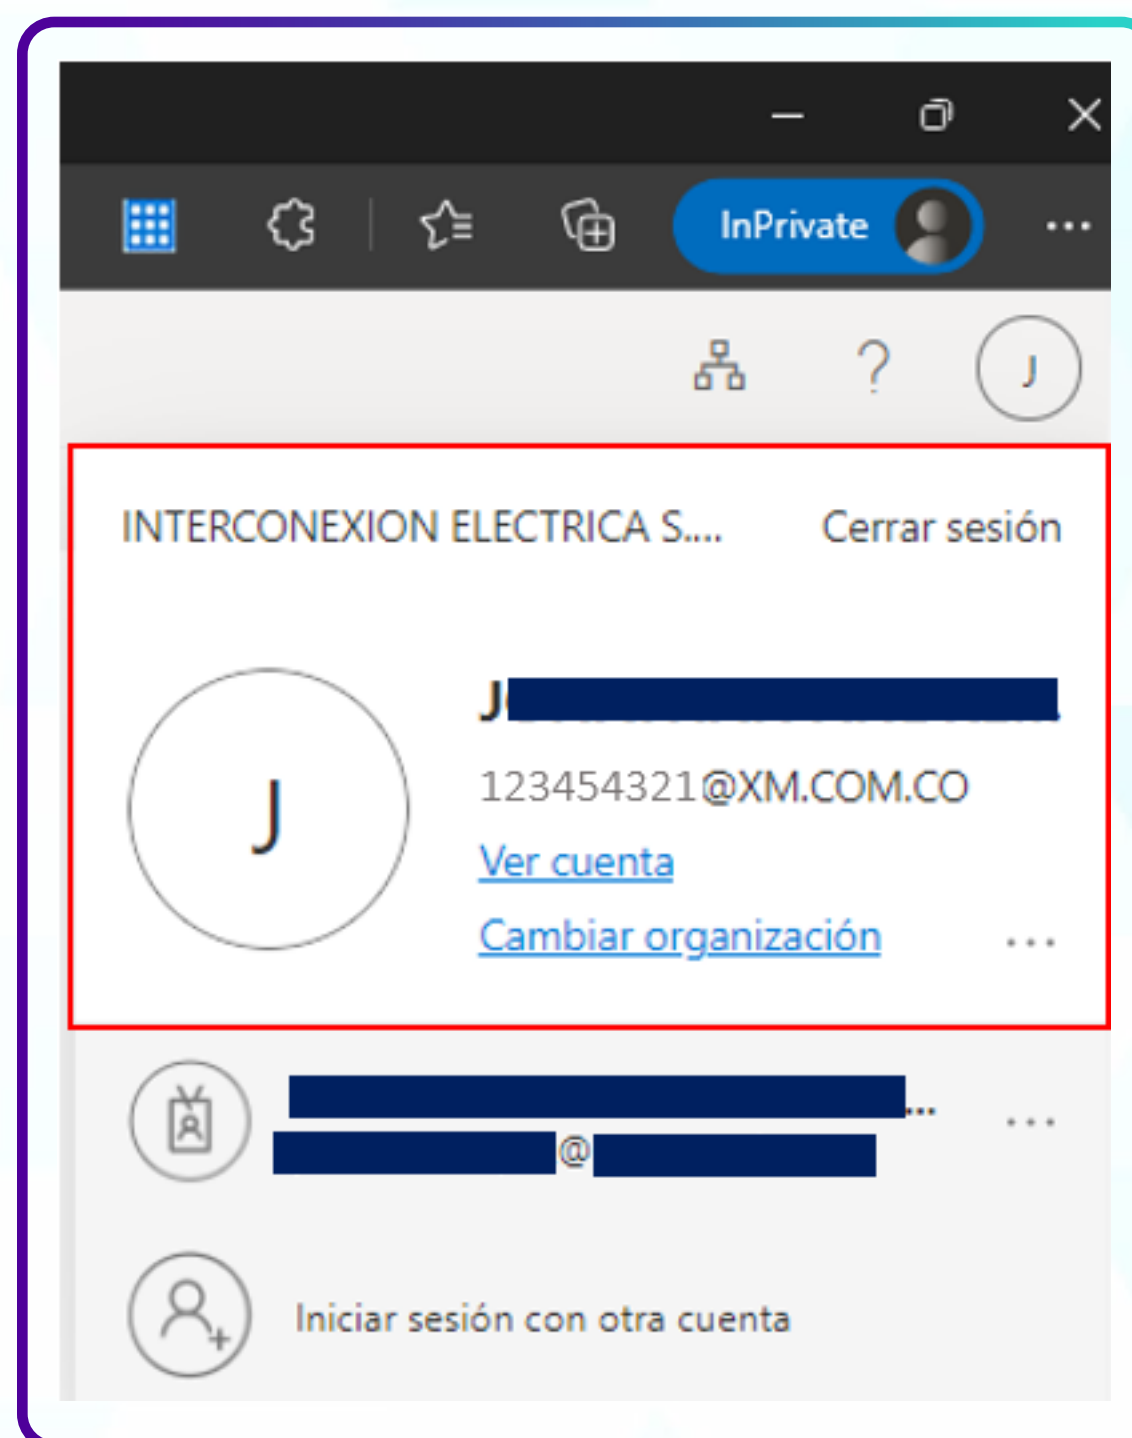 InPrivate
J
INTERCONEXION ELECTRICA S.... Cerrar sesión
J
J
123454321@XM.COM.CO
Ver cuenta
Cambiar organización
...
@
Iniciar sesión con otra cuenta